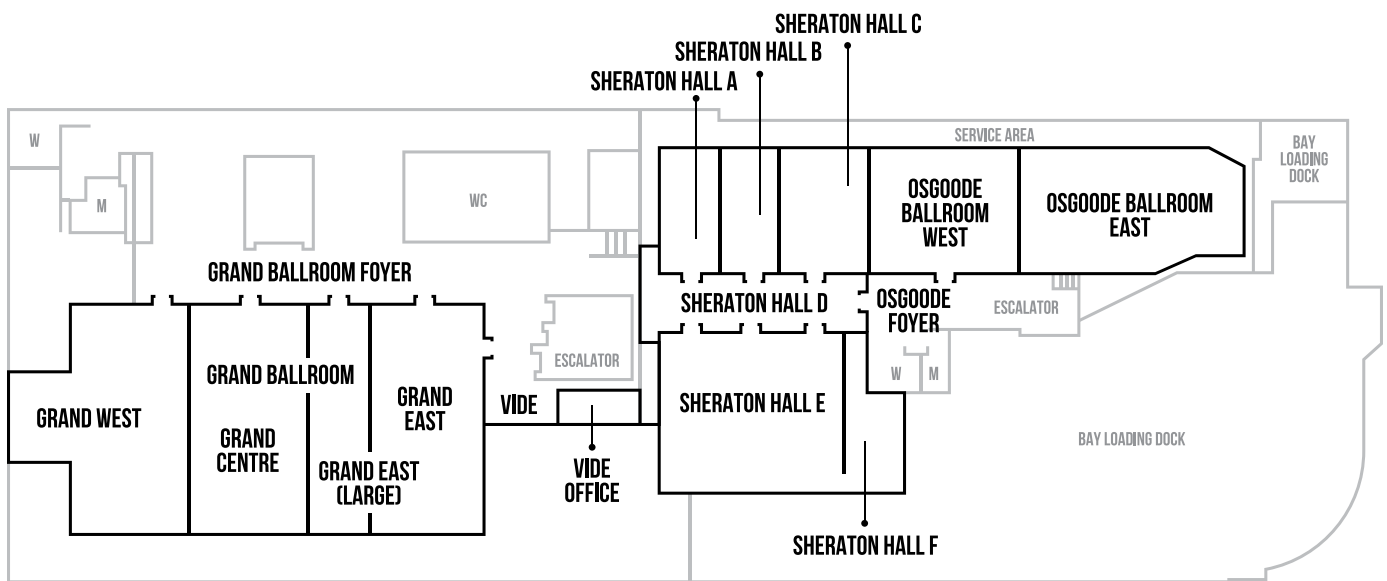 SHERATON HALL C
SHERATON HALL B
SHERATON HALL A
SERVICE AREA
W
BAY
LOADING
DOCK
M
WC
OSGOODE
BALLROOM
WEST
OSGOODE BALLROOM
EAST
GRAND BALLROOM FOYER
SHERATON HALL D
OSGOODE
FOYER
ESCALATOR
ESCALATOR
GRAND BALLROOM
W
M
GRAND WEST
GRAND
EAST
VIDE
SHERATON HALL E
GRAND
CENTRE
BAY LOADING DOCK
GRAND EAST
(LARGE)
VIDE
OFFICE
SHERATON HALL F